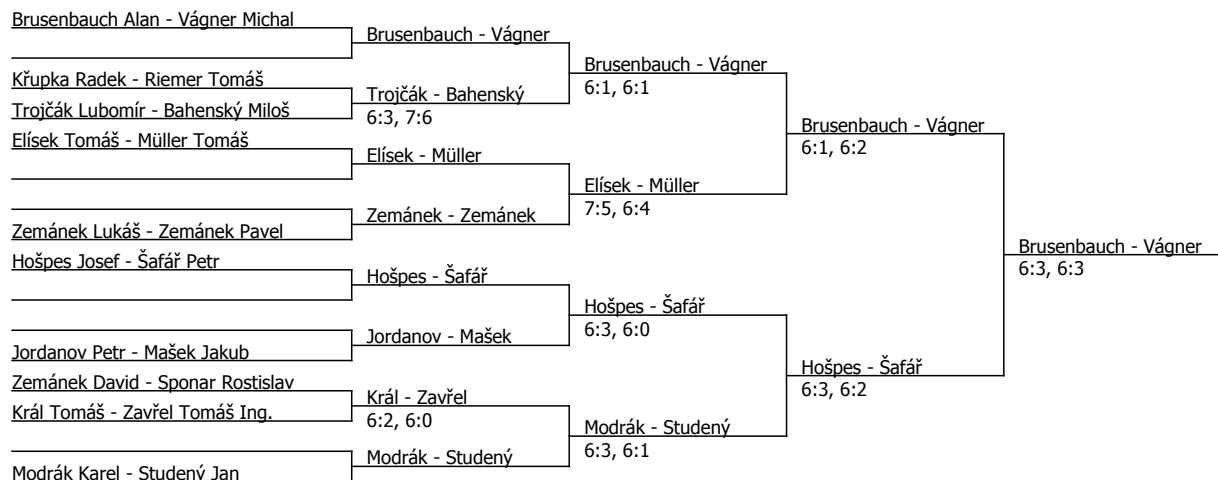 Brusenbauch Alan - Vágner Michal
Křupka Radek - Riemer Tomáš
Trojčák Lubomír - Bahenský Miloš
Elísek Tomáš - Müller Tomáš
Zemánek Lukáš - Zemánek Pavel
Hošpes Josef - Šafář Petr
Jordanov Petr - Mašek Jakub
Zemánek David - Sponar Rostislav
Král Tomáš - Zavřel Tomáš Ing.
Modrák Karel - Studený Jan
Brusenbauch - Vágner
Trojčák - Bahenský
6:3, 7:6
Elísek - Müller
Zemánek - Zemánek
Hošpes - Šafář
Jordanov - Mašek
Král - Zavřel
6:2, 6:0
Modrák - Studený
Brusenbauch - Vágner
6:1, 6:1
Elísek - Müller
7:5, 6:4
Hošpes - Šafář
6:3, 6:0
Modrák - Studený
6:3, 6:1
Brusenbauch - Vágner
6:1, 6:2
Hošpes - Šafář
6:3, 6:2
Brusenbauch - Vágner
6:3, 6:3